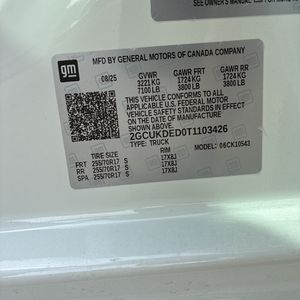 SEE OWNER'S MANUAL
gm
MFD BY GENERAL MOTORS OF CANADA COMPANY
08/25 GVWR GAWR FRT GAWR RR
3221 KG 1724 KG 1724 KG
7100 LB 3800 LB 3800 LB
THIS VEHICLE CONFORMS TO ALL APPLICABLE
U.S. FEDERAL MOTOR
VEHICLE SAFETY AND
THEFT PREVENTION STANDARDS IN EFFECT ON THE DATE OF
MANUFACTURE SHOWN ABOVE.
2GCUKDED0T1103426
TYPE: TRUCK MODEL: 06CK10543
TIRE SIZE RIM
FRT 255/70R17 S 17X8J
RR 255/70R17 S 17X8J
SPA 255/70R17 S 17X8J